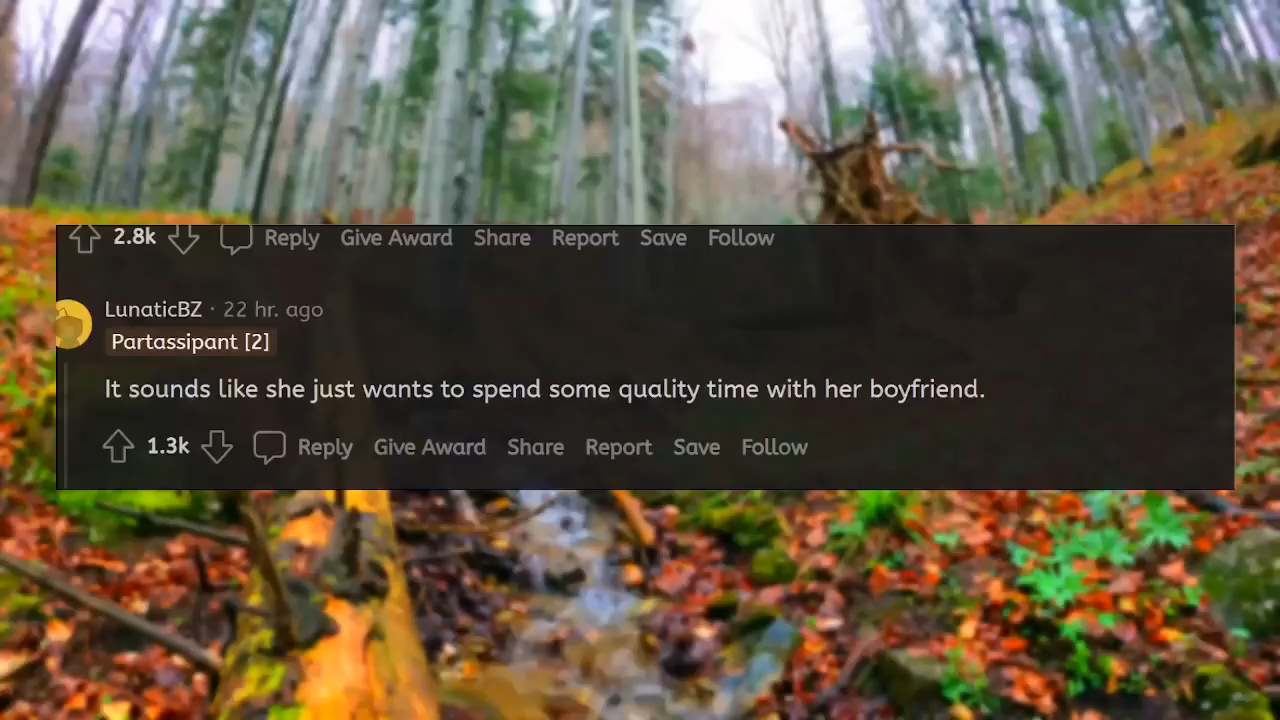 2.8k Reply Give Award Share Report Save Follow
LunaticBZ · 22 hr. ago
Partassipant [2]
It sounds like she just wants to spend some quality time with her boyfriend.
1.3k Reply Give Award Share Report Save Follow